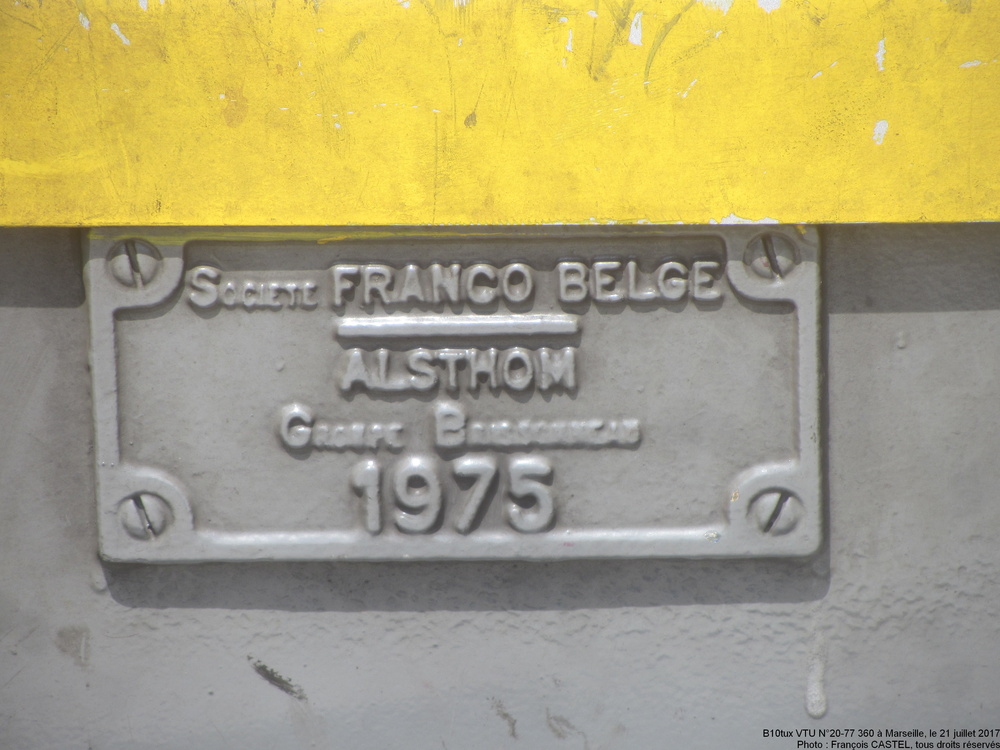 SOCIETE FRANCO BELGE
ALSTHOM
GROUPE BRISSONNEAU
1975
B10tux VTU N°20-77 360 à Marseille, le 21 juillet 2017
Photo : François CASTEL, tous droits réservés